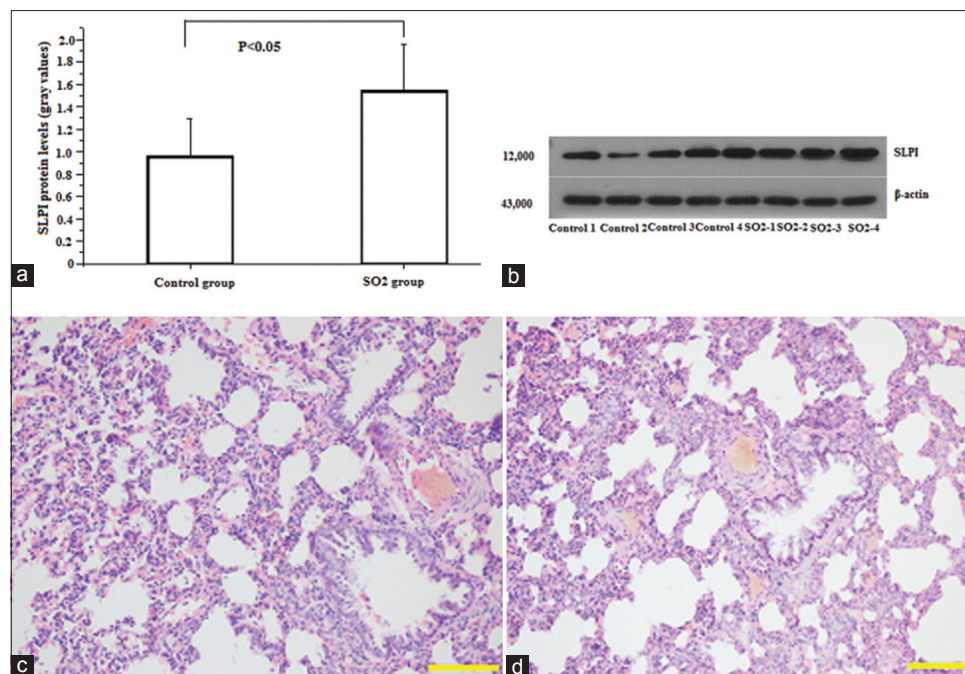 2.0
1.8
1.6
1.4
1.2
1.0
0.8
0.6
0.4
0.2
0
SLPI protein levels (gray values)
P<0.05
Control group
SO2 group
a
12,000
SLPI
43,000
β-actin
Control 1 Control 2 Control 3 Control 4 SO2-1 SO2-2 SO2-3 SO2-4
b
c
d